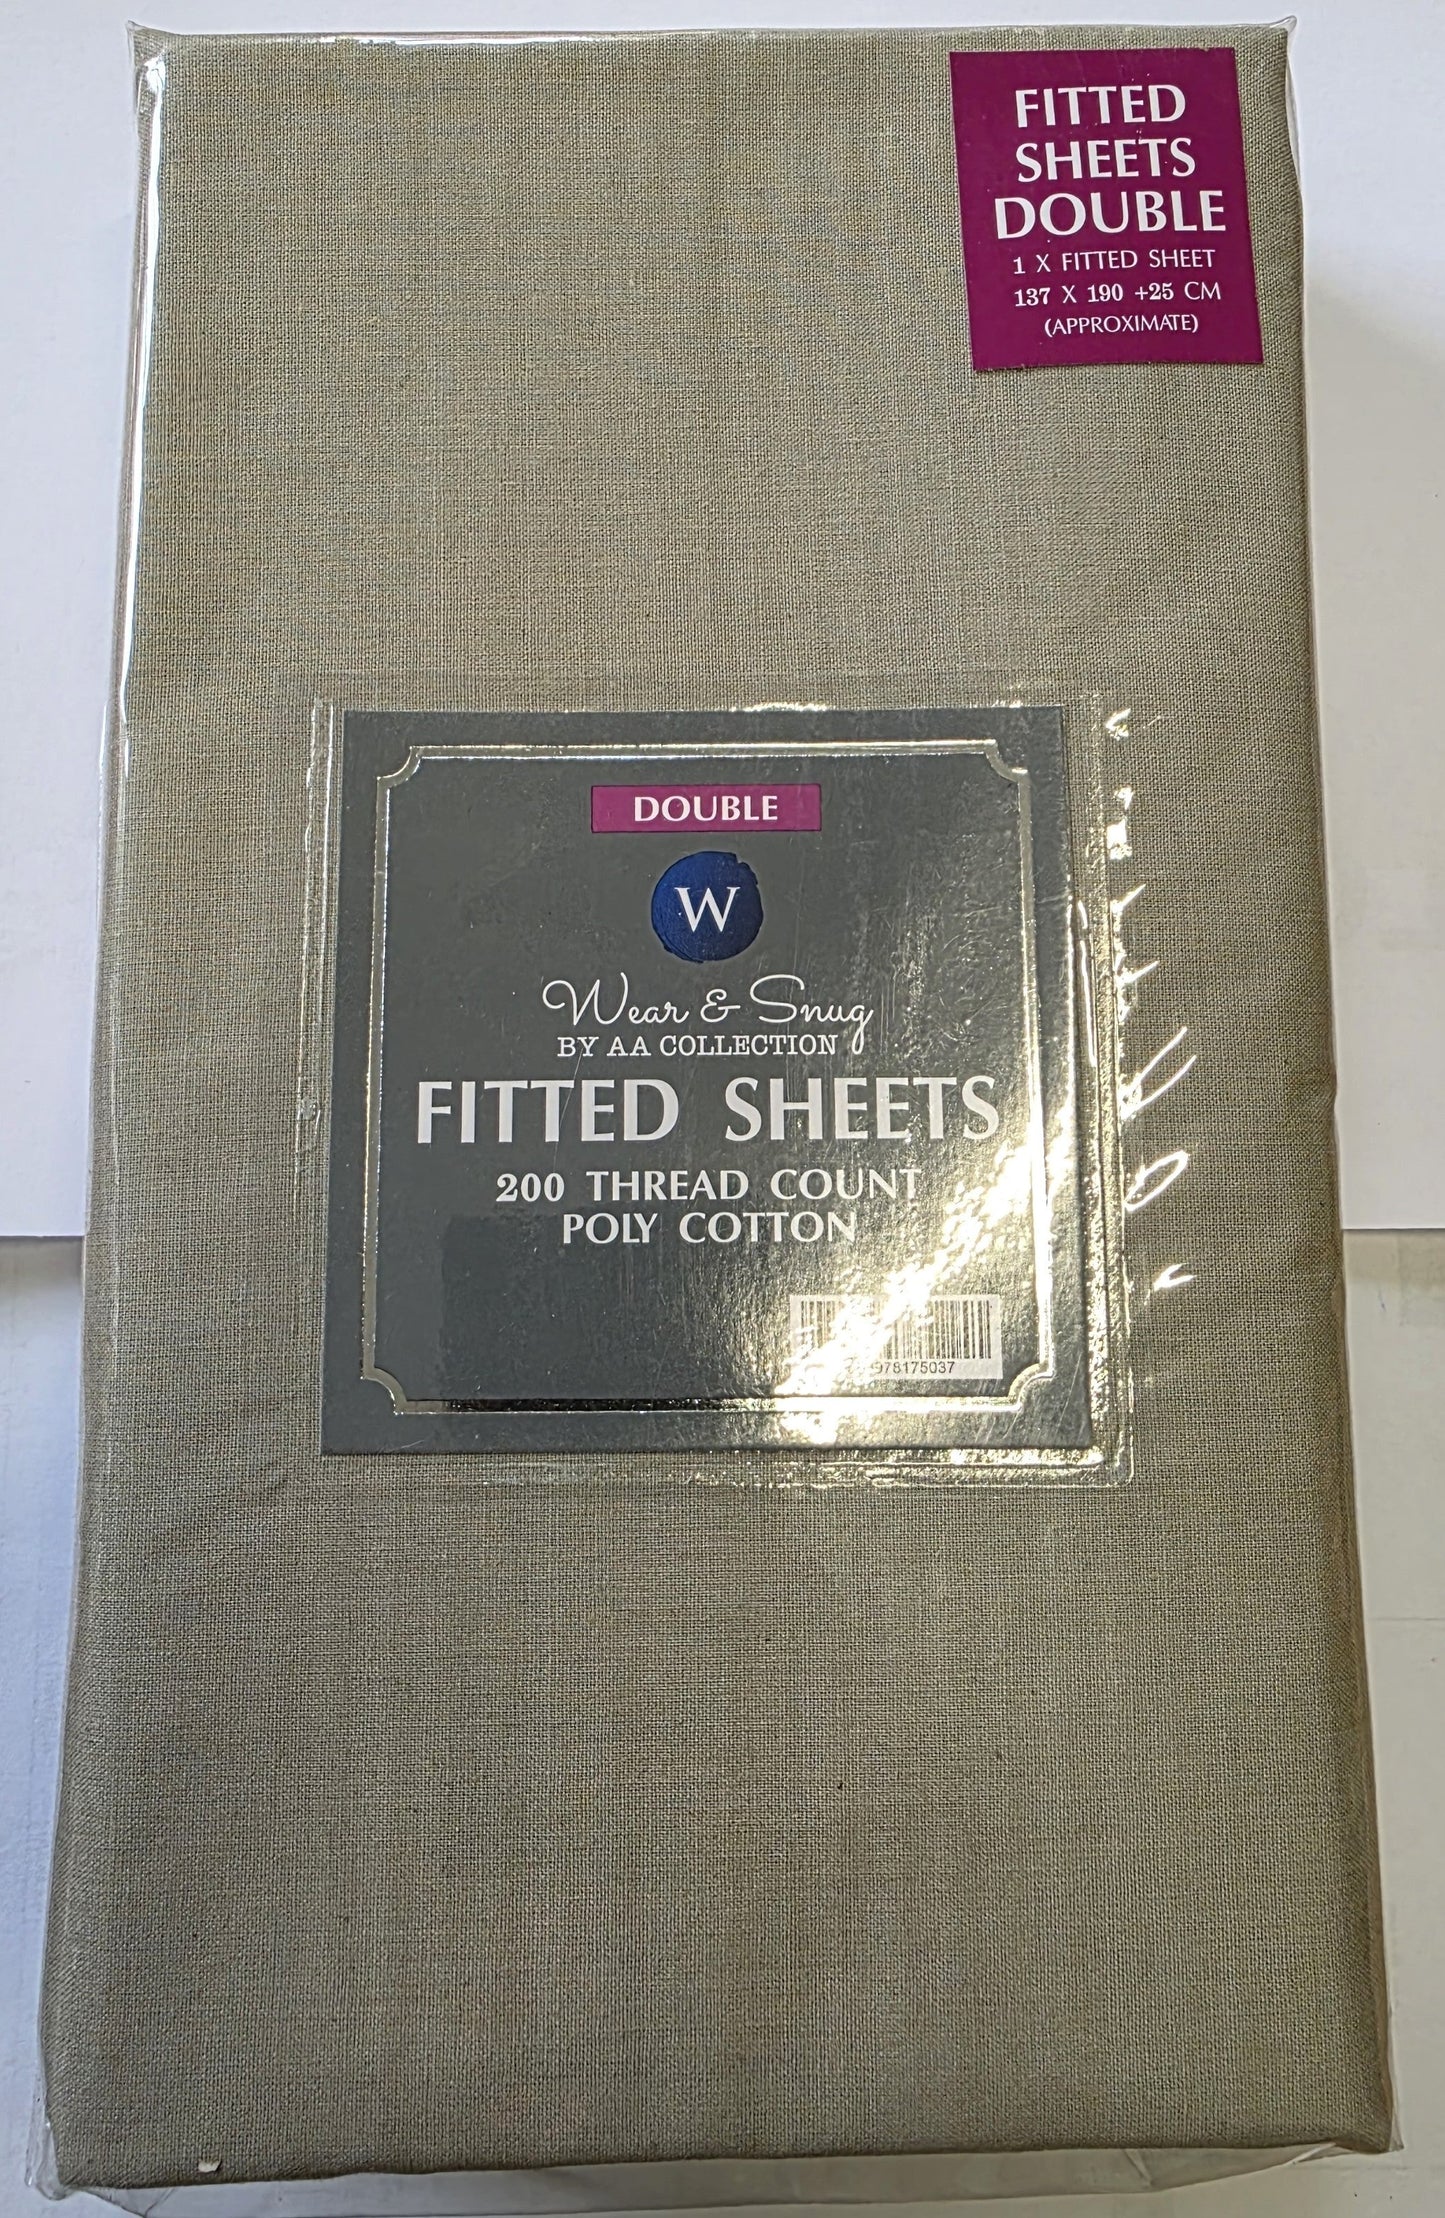 FITTED
SHEETS
DOUBLE
1 X FITTED SHEET
137 X 190 +25 CM
(APPROXIMATE)
DOUBLE
W
Wear & Snug
BY AA COLLECTION
FITTED SHEETS
200 THREAD COUNT
POLY COTTON